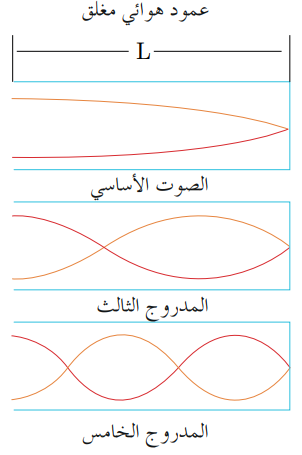 عمود هوائي مغلق
L
الصوت الأساسي
المدروج الثالث
المدروج الخامس